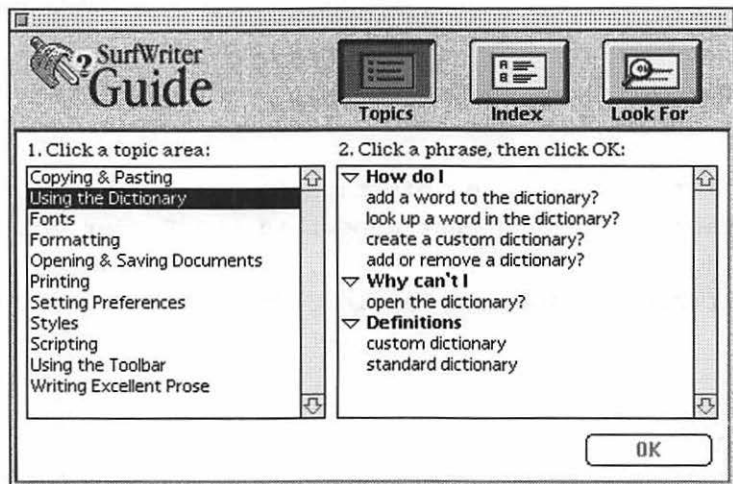 SurfWriter
Guide
Topics
Index
Look For
1. Click a topic area:
Copying & Pasting
Using the Dictionary
Fonts
Formatting
Opening & Saving Documents
Printing
Setting Preferences
Styles
Scripting
Using the Toolbar
Writing Excellent Prose
2. Click a phrase, then click OK:
How do I
add a word to the dictionary?
look up a word in the dictionary?
create a custom dictionary?
add or remove a dictionary?
Why can't I
open the dictionary?
Definitions
custom dictionary
standard dictionary
OK